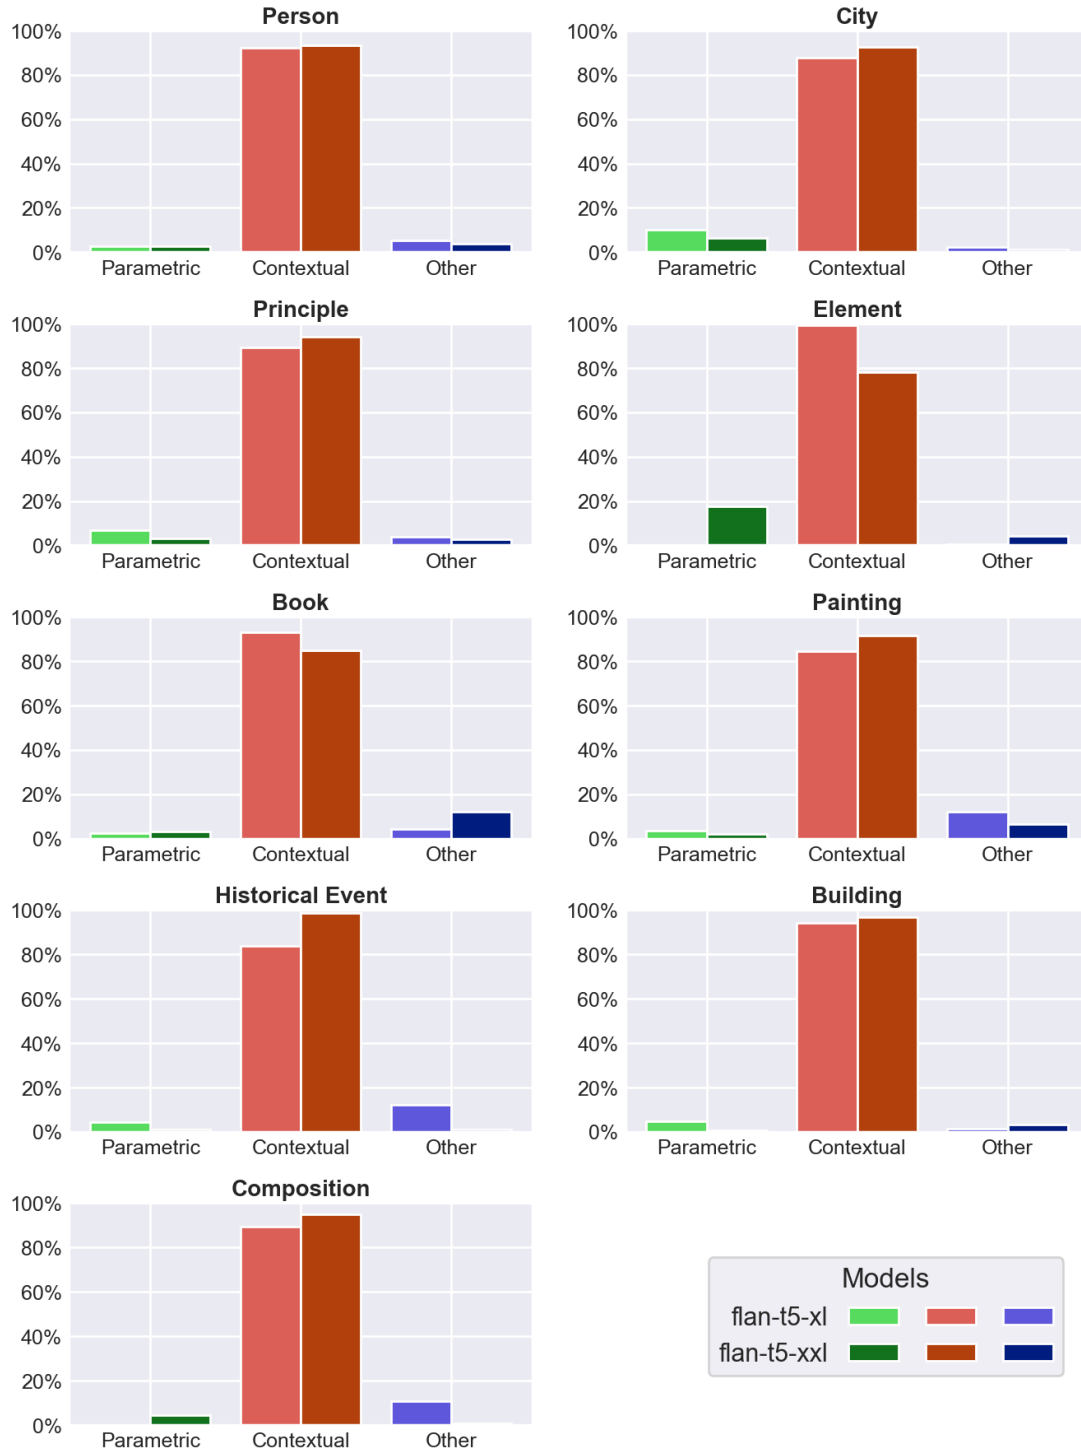 Person
100%
80%
60%
40%
20%
0%
Parametric Contextual Other
City
100%
80%
60%
40%
20%
0%
Parametric Contextual Other
Principle
100%
80%
60%
40%
20%
0%
Parametric Contextual Other
Element
100%
80%
60%
40%
20%
0%
Parametric Contextual Other
Book
100%
80%
60%
40%
20%
0%
Parametric Contextual Other
Painting
100%
80%
60%
40%
20%
0%
Parametric Contextual Other
Historical Event
100%
80%
60%
40%
20%
0%
Parametric Contextual Other
Building
100%
80%
60%
40%
20%
0%
Parametric Contextual Other
Composition
100%
80%
60%
40%
20%
0%
Parametric Contextual Other
Models
flan-t5-xl
flan-t5-xxl